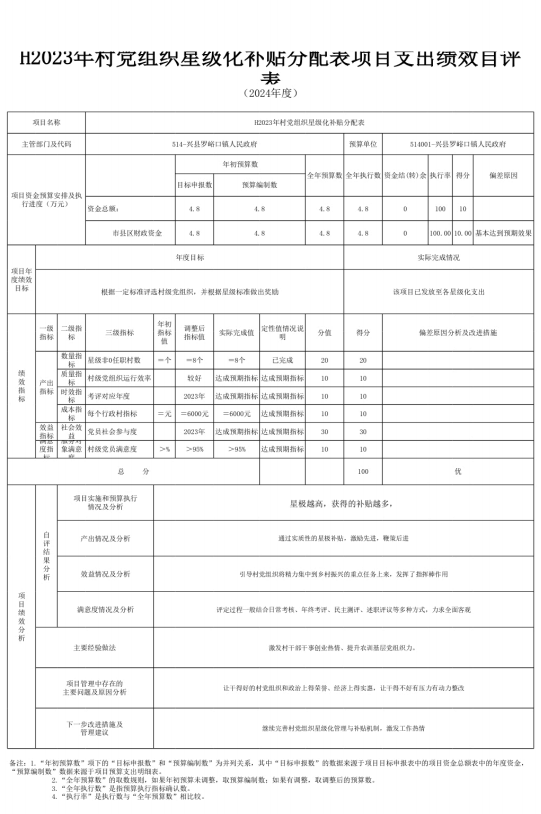 H2023年村党组织星级化补贴分配表项目支出绩效自评
表
（2024年度）
项目名称 H2023年村党组织星级化补贴分配表
主管部门及代码 514-兴县罗峪口镇人民政府 预算单位 514001-兴县罗峪口镇人民政府
项目资金预算安排及执
行进度（万元）
年初预算数
目标申报数 预算编制数 全年预算数 全年执行数 资金结(转)余 执行率 得分 偏差原因
资金总额: 4.8 4.8 4.8 4.8 0 100 10
市县区财政资金 4.8 4.8 4.8 4.8 0 100.00 10.00 基本达到预期效果
项目年
度绩效
目标
年度目标 实际完成情况
根据一定标准评选村级党组织，并根据星级标准做出奖励 该项目已发放至各星级化支出
绩
效
指
标
一级
指标
二级指
标
三级指标
年初
指标
值
调整后
指标值
实际完成值
定性值情况说
明
分值 得分 偏差原因分析及改进措施
产出
指标
数量指
标
星级非0任职村数 ＝个 ＝8个 ＝8个 已完成 20 20
质量指
标
村级党组织运行效率 较好 达成预期指标 达成预期指标 10 10
时效指
标
考评对应年度 2023年 达成预期指标 达成预期指标 10 10
成本指
标
每个行政村指标 ＝元 ＝6000元 ＝6000元 达成预期指标 10 10
效益
指标
社会效
益
党员社会参与度 2023年 达成预期指标 达成预期指标 30 30
满意
度指
标
服务对
象满意
度
村级党员满意度 ＞% ＞95% ＞95% 达成预期指标 10 10
总 分 100 优
项
目
绩
效
分
析
自
评
结
果
分
析
项目实施和预算执行
情况及分析
星极越高，获得的补贴越多，
产出情况及分析 通过实质性的星极补贴，激励先进，鞭策后进
效益情况及分析 引导村党组织将精力集中到乡村振兴的重点任务上来，发挥了指挥棒作用
满意度情况及分析 评定过程一般结合日常考核、年终考评、民主测评、述职评议等多种方式，力求全面客观
主要经验做法 激发村干部干事创业热情、提升农训基层党组织力。
项目管理中存在的
主要问题及原因分析
让干得好的村党组织和政治上得荣誉、经济上得实惠，让干得不好有压力有动力整改
下一步改进措施及
管理建议
继续完善村党组织星级化管理与补贴机制，激发工作热情
备注：1.“年初预算数”项下的“目标申报数”和“预算编制数”为并列关系，其中“目标申报数”的数据来源于项目目标申报表中的项目资金总额表中的年度资金，
“预算编制数”数据来源于项目预算支出明细表。
2.“全年预算数”的取数规则，如果年初预算未调整，取预算编制数；如果有调整，取调整后的预算数。
3.“全年执行数”是指预算执行指标确认数。
4.“执行率”是执行数与“全年预算数”相比较。